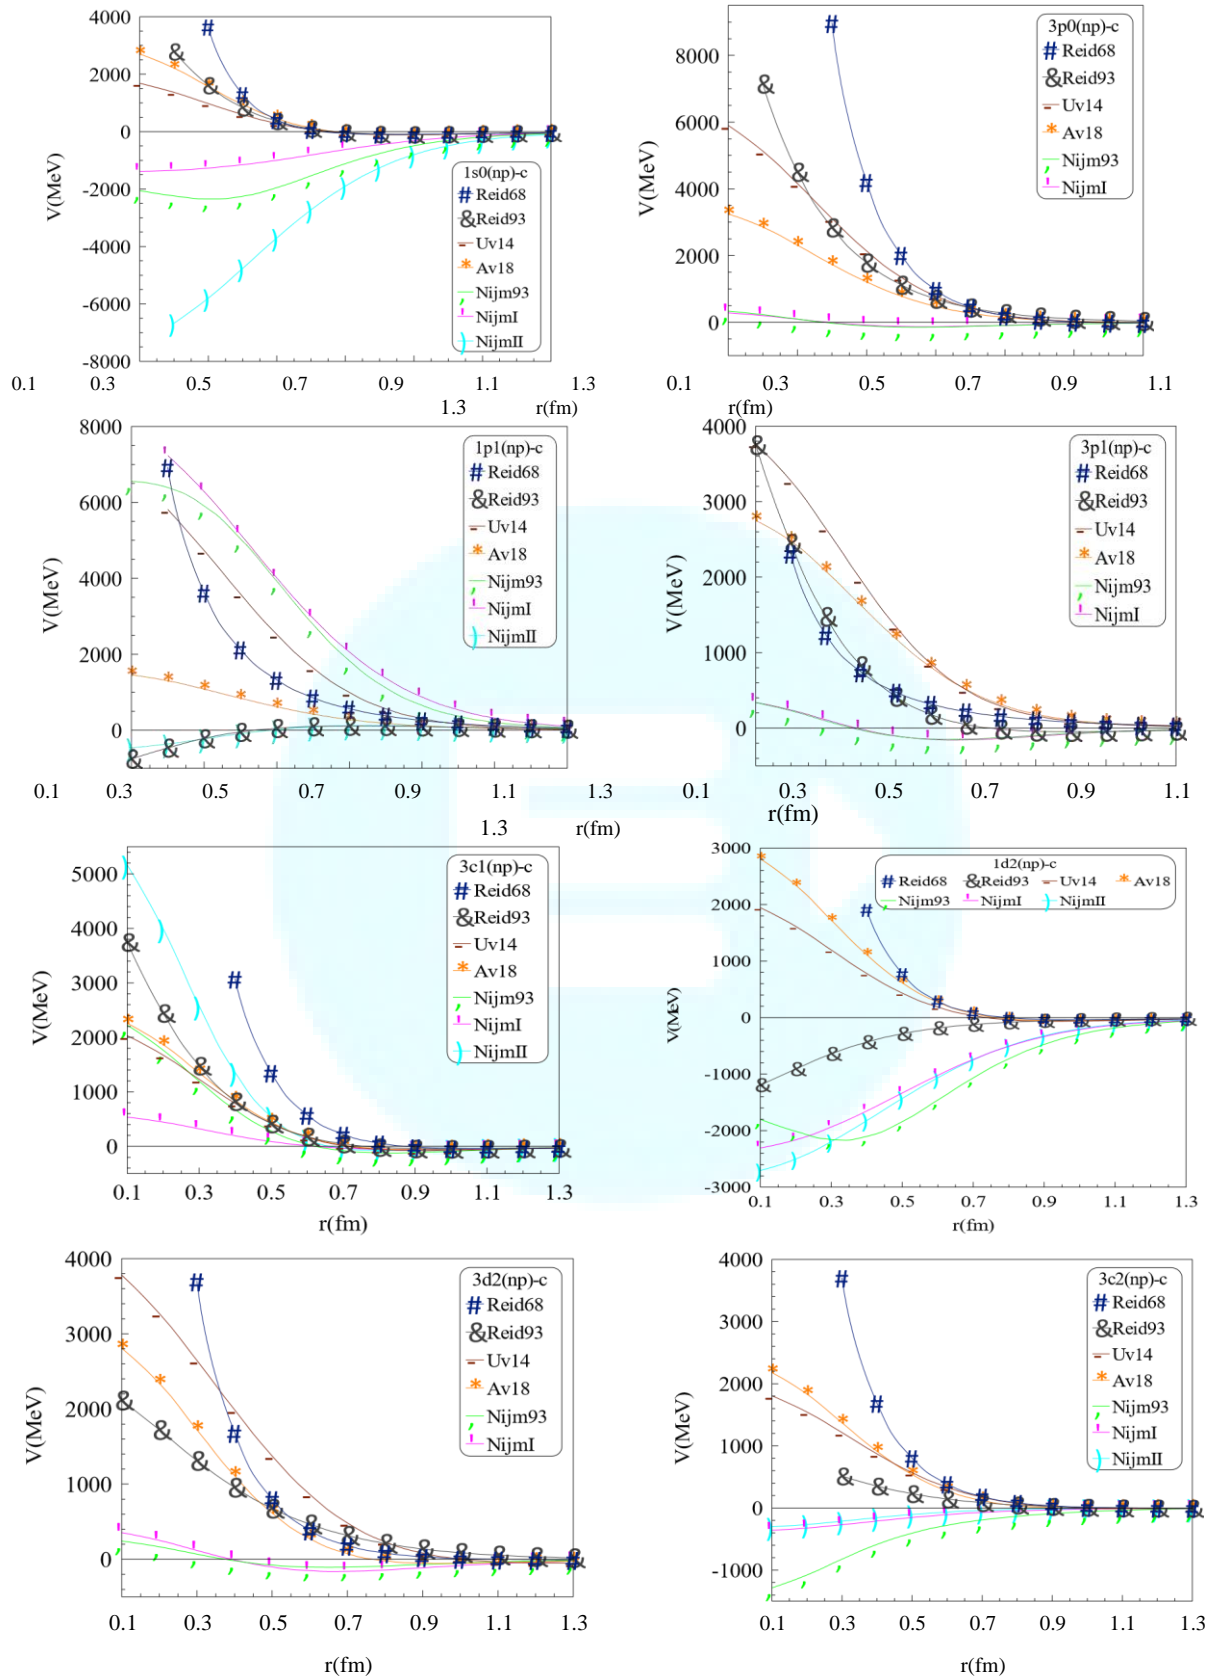 4000
2000
0
-2000
-4000
-6000
-8000
V(MeV)
1s0(np)-c
# Reid68
& Reid93
- Uv14
* Av18
, Nijm93
' NijmI
) NijmII
0.1 0.3 0.5 0.7 0.9 1.1 1.3
1.3 r(fm)
8000
6000
4000
2000
0
V(MeV)
3p0(np)-c
# Reid68
& Reid93
- Uv14
* Av18
, Nijm93
' NijmI
0.1 0.3 0.5 0.7 0.9 1.1
r(fm)
8000
6000
4000
2000
0
V(MeV)
1p1(np)-c
# Reid68
& Reid93
- Uv14
* Av18
, Nijm93
' NijmI
) NijmII
0.1 0.3 0.5 0.7 0.9 1.1 1.3
1.3 r(fm)
4000
3000
2000
1000
0
V(MeV)
3p1(np)-c
# Reid68
& Reid93
- Uv14
* Av18
, Nijm93
' NijmI
0.1 0.3 0.5 0.7 0.9 1.1
r(fm)
5000
4000
3000
2000
1000
0
V(MeV)
3c1(np)-c
# Reid68
& Reid93
- Uv14
* Av18
, Nijm93
' NijmI
) NijmII
0.1 0.3 0.5 0.7 0.9 1.1 1.3
r(fm)
3000
2000
1000
0
-1000
-2000
-3000
V(MeV)
1d2(np)-c
# Reid68 & Reid93 - Uv14 * Av18
, Nijm93 ' NijmI ) NijmII
0.1 0.3 0.5 0.7 0.9 1.1 1.3
r(fm)
4000
3000
2000
1000
0
V(MeV)
3d2(np)-c
# Reid68
& Reid93
- Uv14
* Av18
, Nijm93
' NijmI
0.1 0.3 0.5 0.7 0.9 1.1 1.3
r(fm)
4000
3000
2000
1000
0
-1000
V(MeV)
3c2(np)-c
# Reid68
& Reid93
- Uv14
* Av18
, Nijm93
' NijmI
) NijmII
0.1 0.3 0.5 0.7 0.9 1.1 1.3
r(fm)